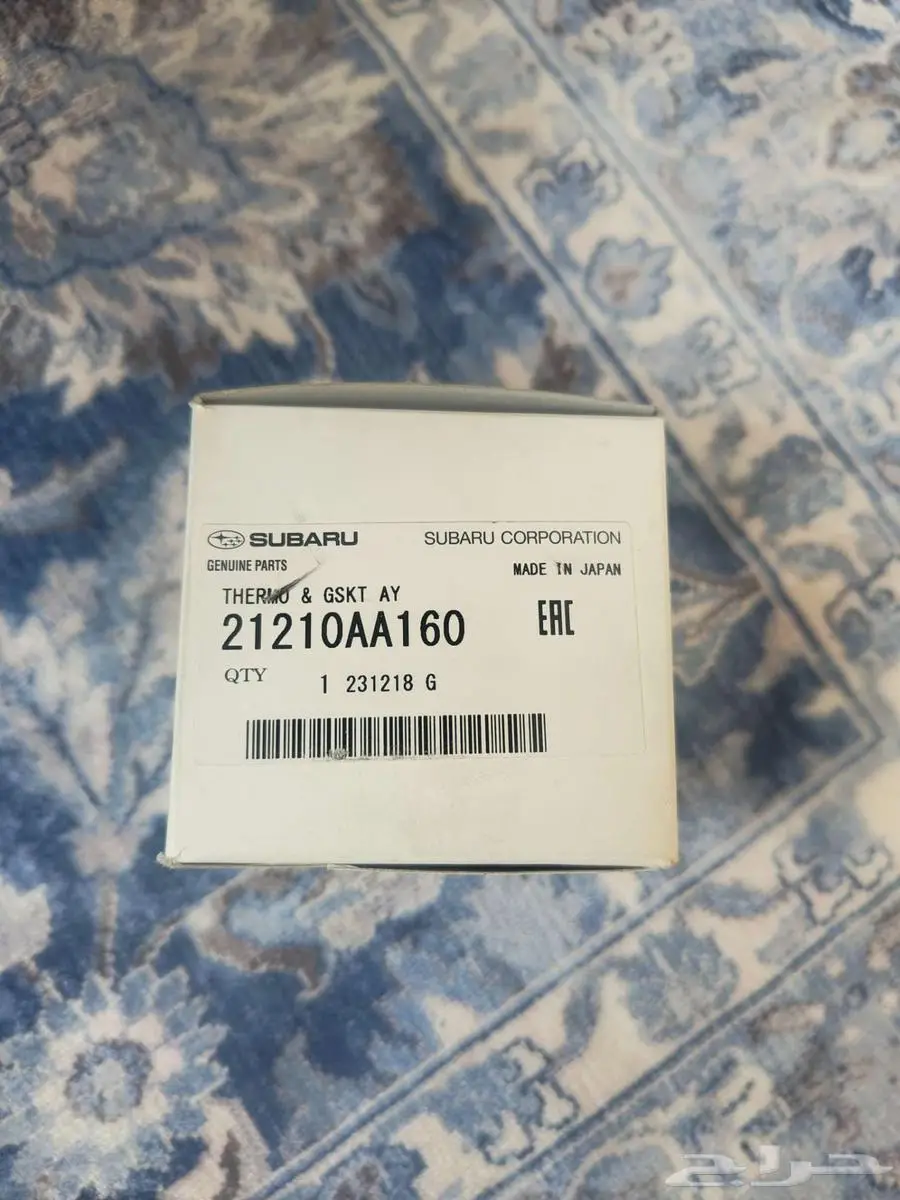 SUBARU SUBARU CORPORATION
GENUINE PARTS MADE IN JAPAN
THERMO & GSKT AY
21210AA160 EAC
QTY 1 231218 G
حراج